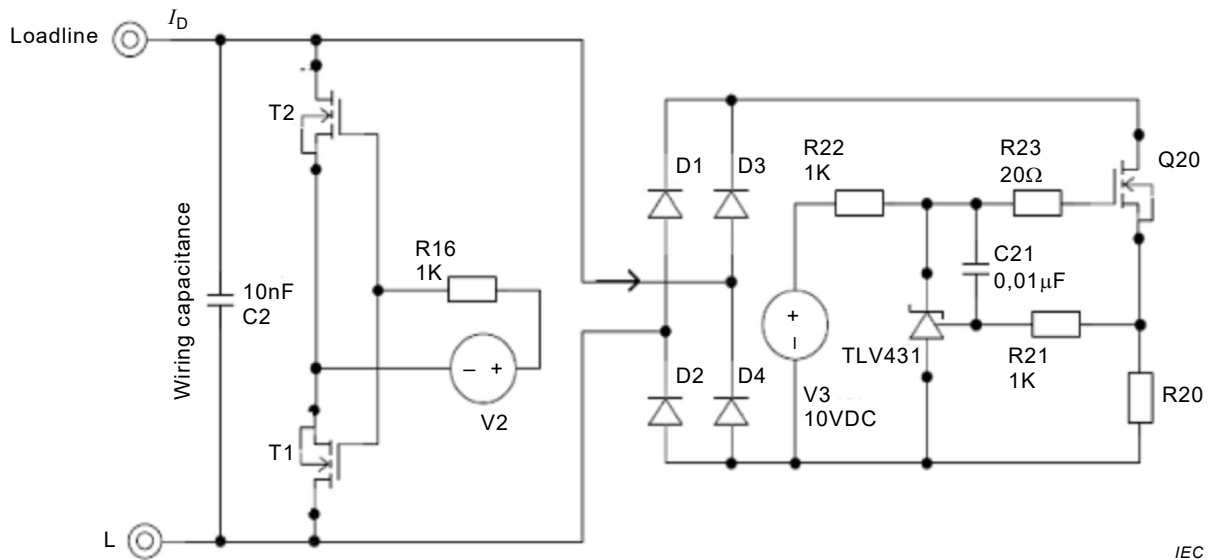 Loadline
I_D
T2
Wiring capacitance
10nF
C2
R16
1K
– +
V2
T1
L
D1
D3
D2
D4
R22
1K
R23
20Ω
Q20
C21
0,01µF
+
–
TLV431
R21
1K
V3
10VDC
R20
IEC